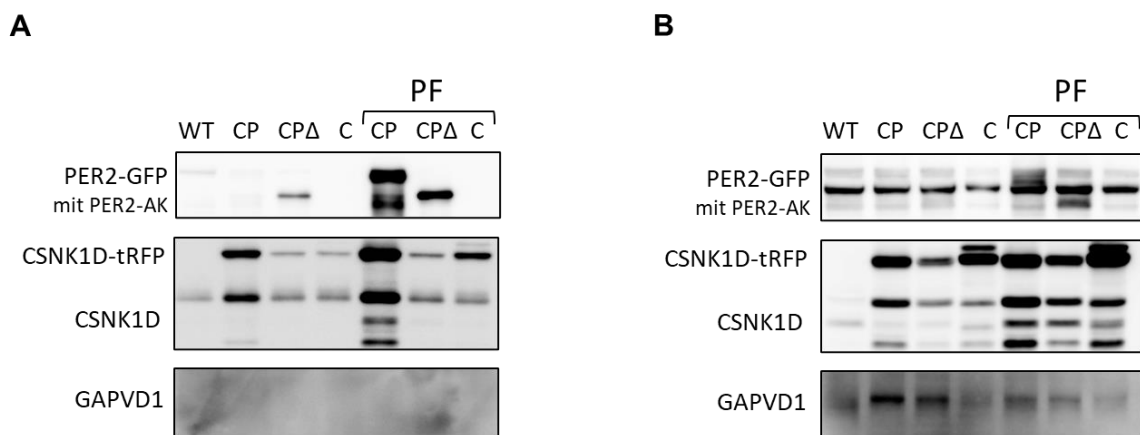 A
PF
WT CP CPΔ C CP CPΔ C
PER2-GFP
mit PER2-AK
CSNK1D-tRFP
CSNK1D
GAPVD1
B
PF
WT CP CPΔ C CP CPΔ C
PER2-GFP
mit PER2-AK
CSNK1D-tRFP
CSNK1D
GAPVD1